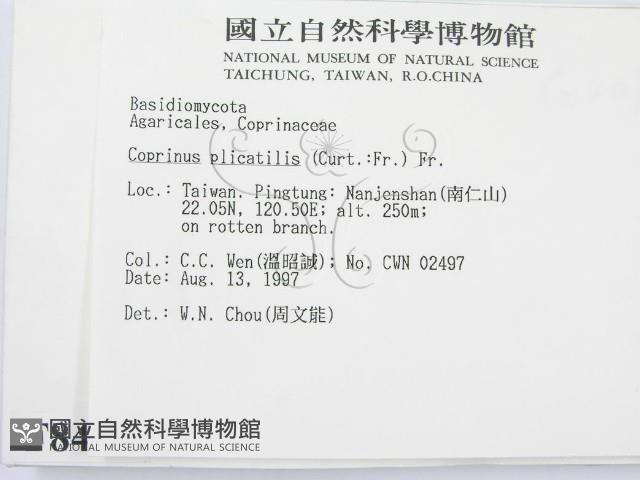 國立自然科學博物館
NATIONAL MUSEUM OF NATURAL SCIENCE
TAICHUNG, TAIWAN, R.O.CHINA
Basidiomycota
Agaricales, Coprinaceae
Coprinus plicatilis (Curt.:Fr.) Fr.
Loc.: Taiwan. Pingtung: Nanjenshan(南仁山)
22.05N, 120.50E; alt. 250m;
on rotten branch.
Col.: C.C. Wen(溫昭誠); No. CWN 02497
Date: Aug. 13, 1997
Det.: W.N. Chou(周文能)
84
國立自然科學博物館
NATIONAL MUSEUM OF NATURAL SCIENCE